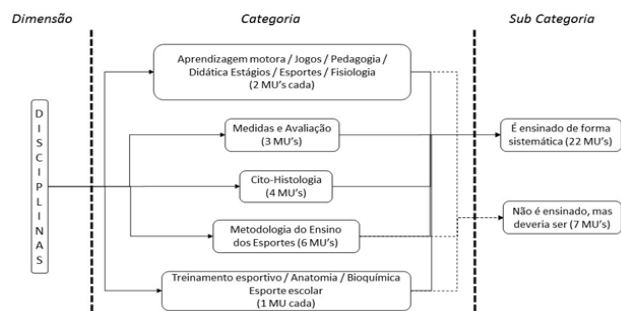 Dimensão
Categoria
Sub Categoria
DISCIPLINAS
Aprendizagem motora / Jogos / Pedagogia /
Didática Estágios / Esportes / Fisiologia
(2 MU's cada)
Medidas e Avaliação
(3 MU's)
Cito-Histologia
(4 MU's)
Metodologia do Ensino
dos Esportes (6 MU's)
Treinamento esportivo / Anatomia / Bioquímica
Esporte escolar
(1 MU cada)
É ensinado de forma
sistemática (22 MU's)
Não é ensinado, mas
deveria ser (7 MU's)